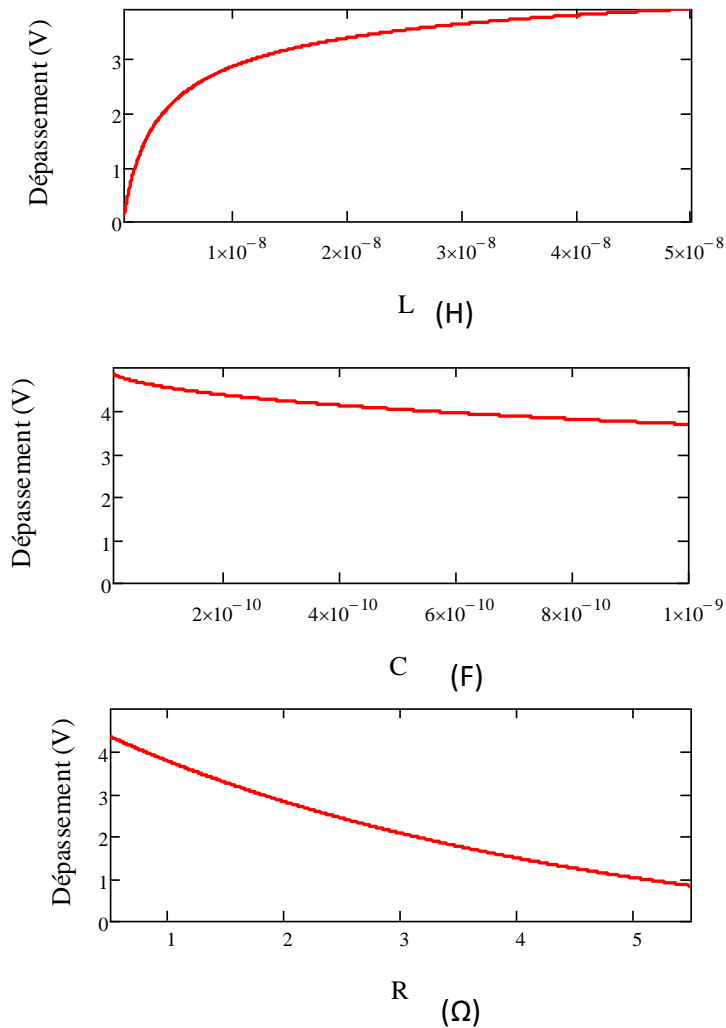 Dépassement (V)
3
2
1
0
1×10⁻⁸ 2×10⁻⁸ 3×10⁻⁸ 4×10⁻⁸ 5×10⁻⁸
L (H)
Dépassement (V)
4
3
2
1
0
2×10⁻¹⁰ 4×10⁻¹⁰ 6×10⁻¹⁰ 8×10⁻¹⁰ 1×10⁻⁹
C (F)
Dépassement (V)
4
3
2
1
0
1 2 3 4 5
R (Ω)